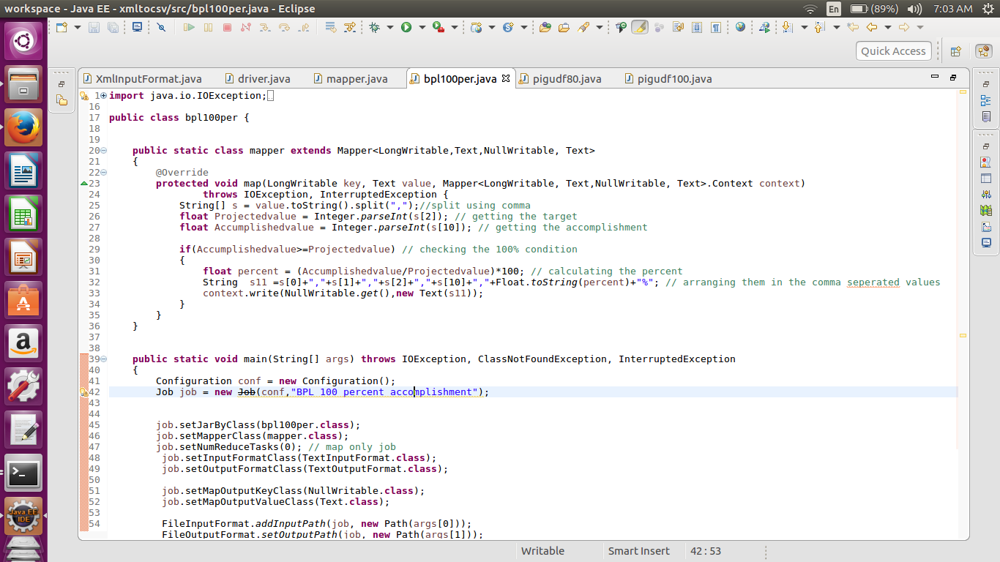 workspace - Java EE - xmltocsv/src/bpl100per.java - Eclipse
En (89%) 7:03 AM
Quick Access
XmlInputFormat.java driver.java mapper.java bpl100per.java pigudf80.java pigudf100.java
1 import java.io.IOException;
16
17 public class bpl100per {
18
19
20 public static class mapper extends Mapper<LongWritable,Text,NullWritable, Text>
21 {
22 @Override
23 protected void map(LongWritable key, Text value, Mapper<LongWritable, Text,NullWritable, Text>.Context context)
24 throws IOException, InterruptedException {
25 String[] s = value.toString().split(",");//split using comma
26 float Projectedvalue = Integer.parseInt(s[2]); // getting the target
27 float Accumplishedvalue = Integer.parseInt(s[10]); // getting the accomplishment
28
29 if(Accumplishedvalue>=Projectedvalue) // checking the 100% condition
30 {
31 float percent = (Accumplishedvalue/Projectedvalue)*100; // calculating the percent
32 String  s11 =s[0]+","+s[1]+","+s[2]+","+s[10]+","+Float.toString(percent)+"%"; // arranging them in the comma seperated values
33 context.write(NullWritable.get(),new Text(s11));
34 }
35 }
36 }
37
38
39 public static void main(String[] args) throws IOException, ClassNotFoundException, InterruptedException
40 {
41 Configuration conf = new Configuration();
42 Job job = new Job(conf,"BPL 100 percent accomplishment");
43
44
45 job.setJarByClass(bpl100per.class);
46 job.setMapperClass(mapper.class);
47 job.setNumReduceTasks(0); // map only job
48 job.setInputFormatClass(TextInputFormat.class);
49 job.setOutputFormatClass(TextOutputFormat.class);
50
51 job.setMapOutputKeyClass(NullWritable.class);
52 job.setMapOutputValueClass(Text.class);
53
54 FileInputFormat.addInputPath(job, new Path(args[0]));
FileOutputFormat.setOutputPath(job, new Path(args[1]));
Writable Smart Insert 42 : 53
Java EE
IDE